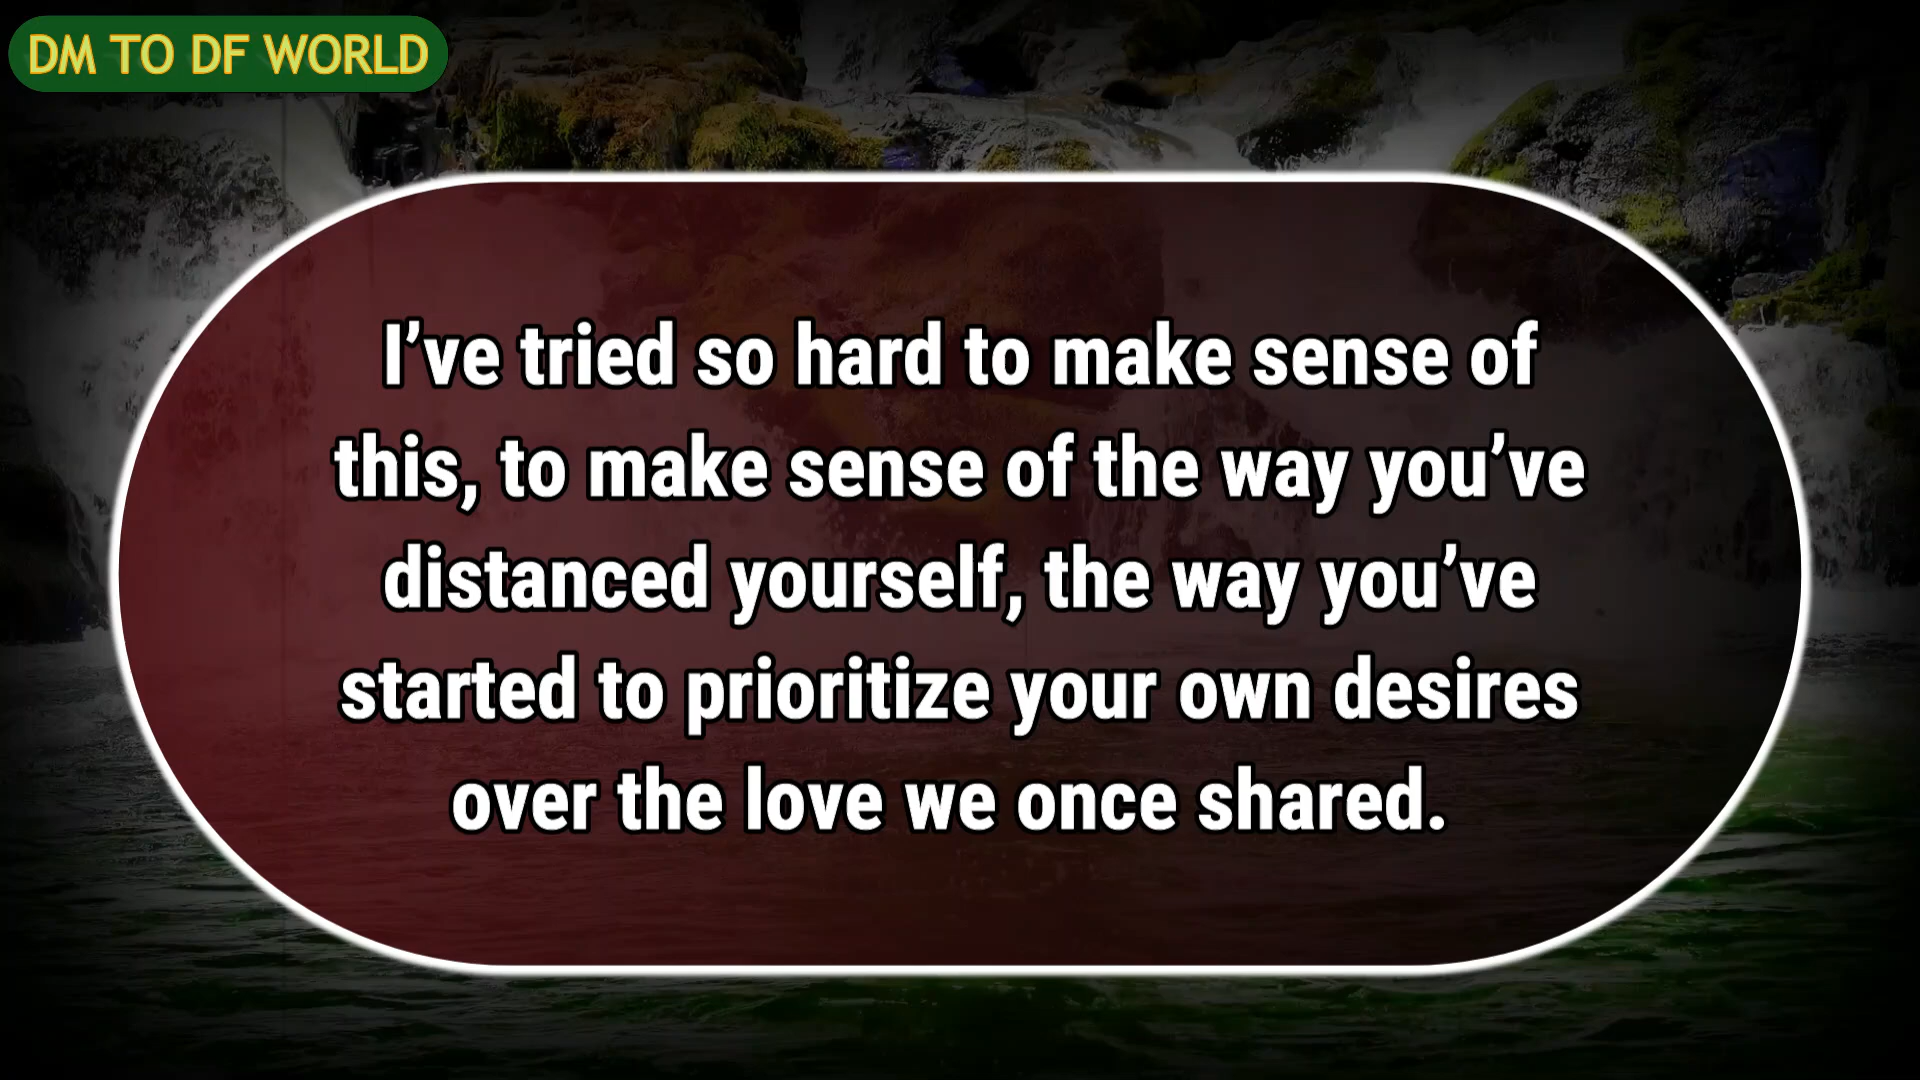 DM TO DF WORLD
I’ve tried so hard to make sense of
this, to make sense of the way you’ve
distanced yourself, the way you’ve
started to prioritize your own desires
over the love we once shared.